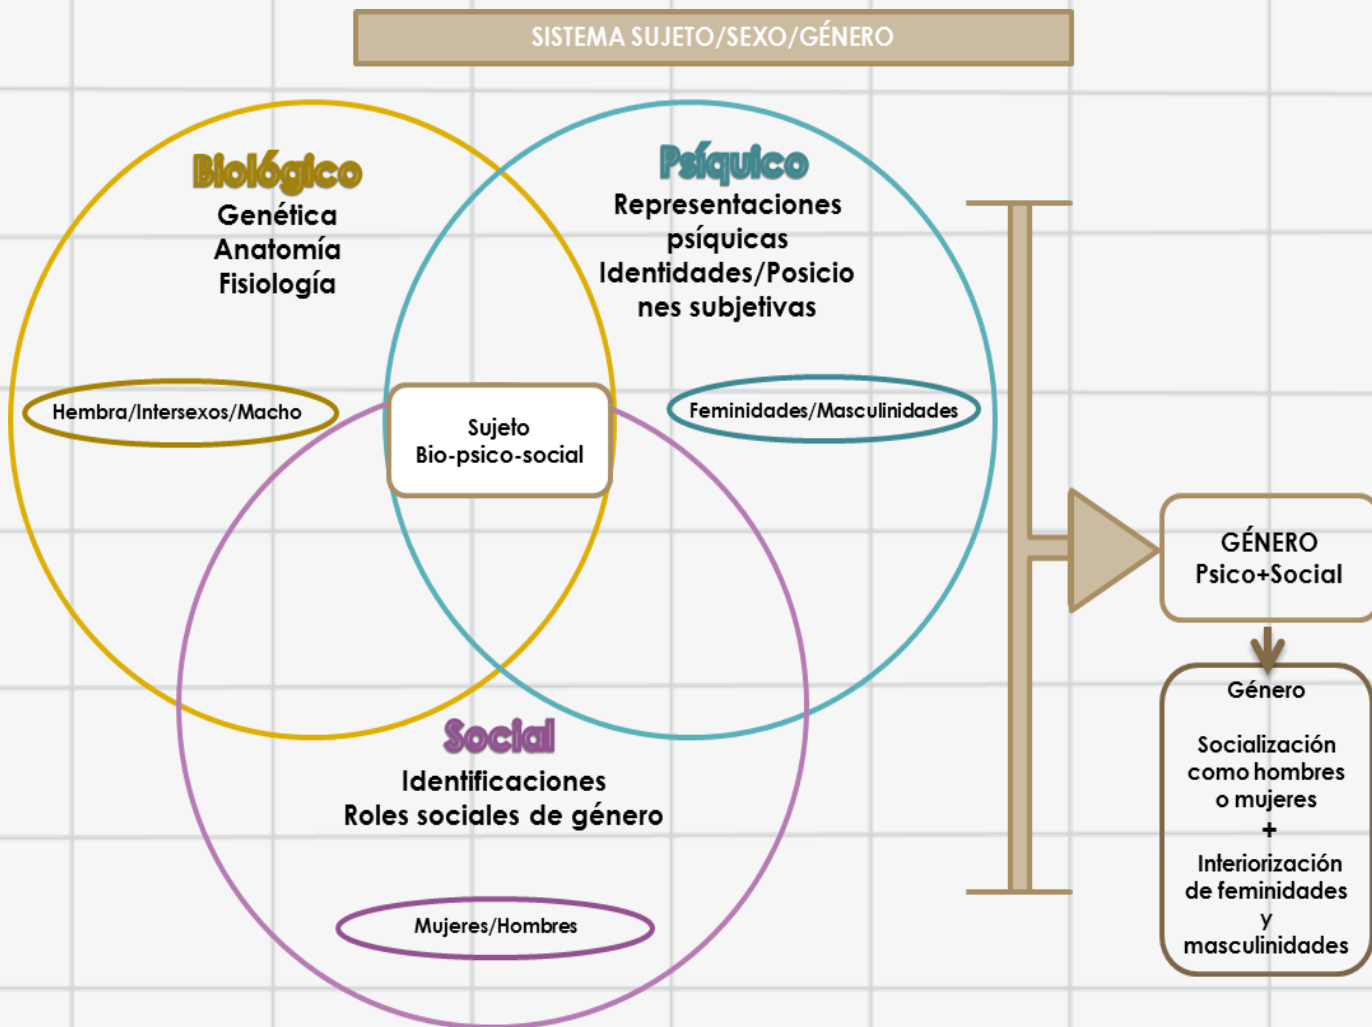 SISTEMA SUJETO/SEXO/GÉNERO
Biológico
Genética
Anatomía
Fisiología
Hembra/Intersexos/Macho
Psíquico
Representaciones
psíquicas
Identidades/Posicio
nes subjetivas
Feminidades/Masculinidades
Sujeto
Bio-psico-social
Social
Identificaciones
Roles sociales de género
Mujeres/Hombres
GÉNERO
Psico+Social
Género
Socialización
como hombres
o mujeres
+
Interiorización
de feminidades
y
masculinidades